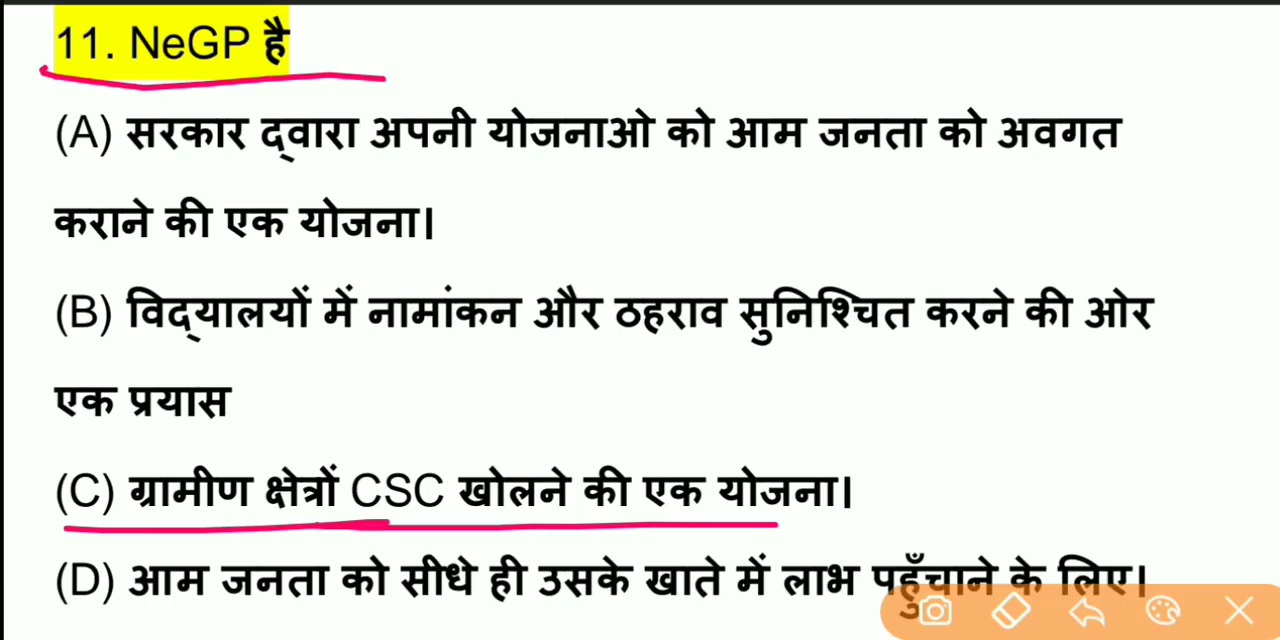 11. NeGP है
(A) सरकार द्वारा अपनी योजनाओ को आम जनता को अवगत
कराने की एक योजना।
(B) विद्यालयों में नामांकन और ठहराव सुनिश्चित करने की ओर
एक प्रयास
(C) ग्रामीण क्षेत्रों CSC खोलने की एक योजना।
(D) आम जनता को सीधे ही उसके खाते में लाभ पहुँचाने के लिए।